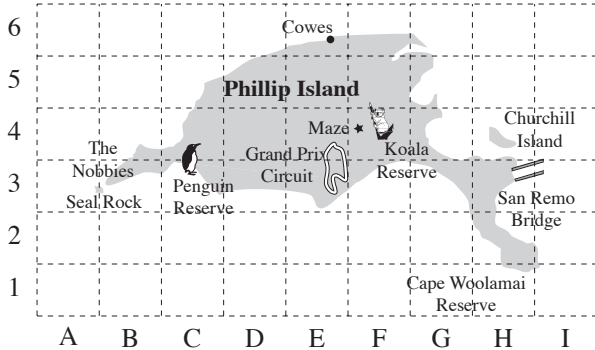 6
Cowes
5
Phillip Island
4
Maze
Churchill
Island
The
Nobbies
Grand Prix
Circuit
Koala
Reserve
3
Penguin
Reserve
Seal Rock
San Remo
Bridge
2
1
Cape Woolamai
Reserve
A B C D E F G H I